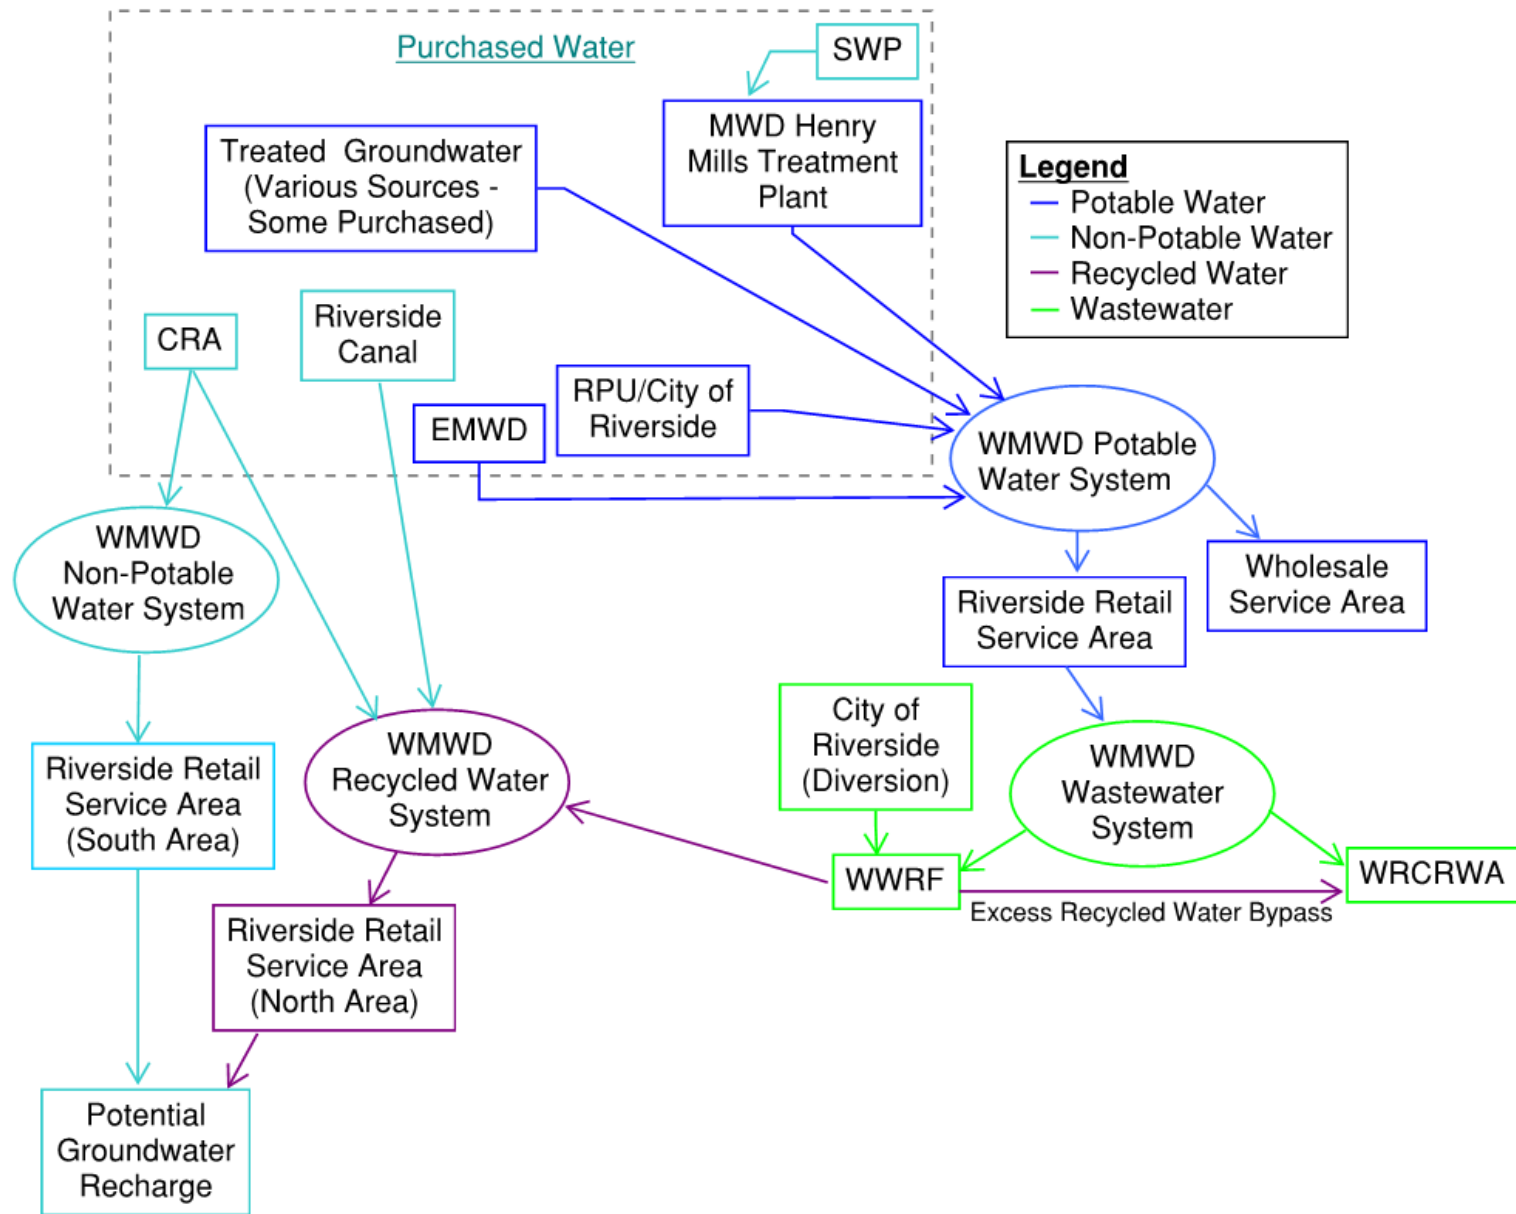 Purchased Water
SWP
MWD Henry
Mills Treatment
Plant
Treated Groundwater
(Various Sources -
Some Purchased)
Legend
Potable Water
Non-Potable Water
Recycled Water
Wastewater
CRA
Riverside
Canal
EMWD
RPU/City of
Riverside
WMWD Potable
Water System
WMWD
Non-Potable
Water System
Riverside Retail
Service Area
Wholesale
Service Area
City of
Riverside
(Diversion)
WMWD
Wastewater
System
WMWD
Recycled Water
System
Riverside Retail
Service Area
(South Area)
WWRF
WRCRWA
Excess Recycled Water Bypass
Riverside Retail
Service Area
(North Area)
Potential
Groundwater
Recharge